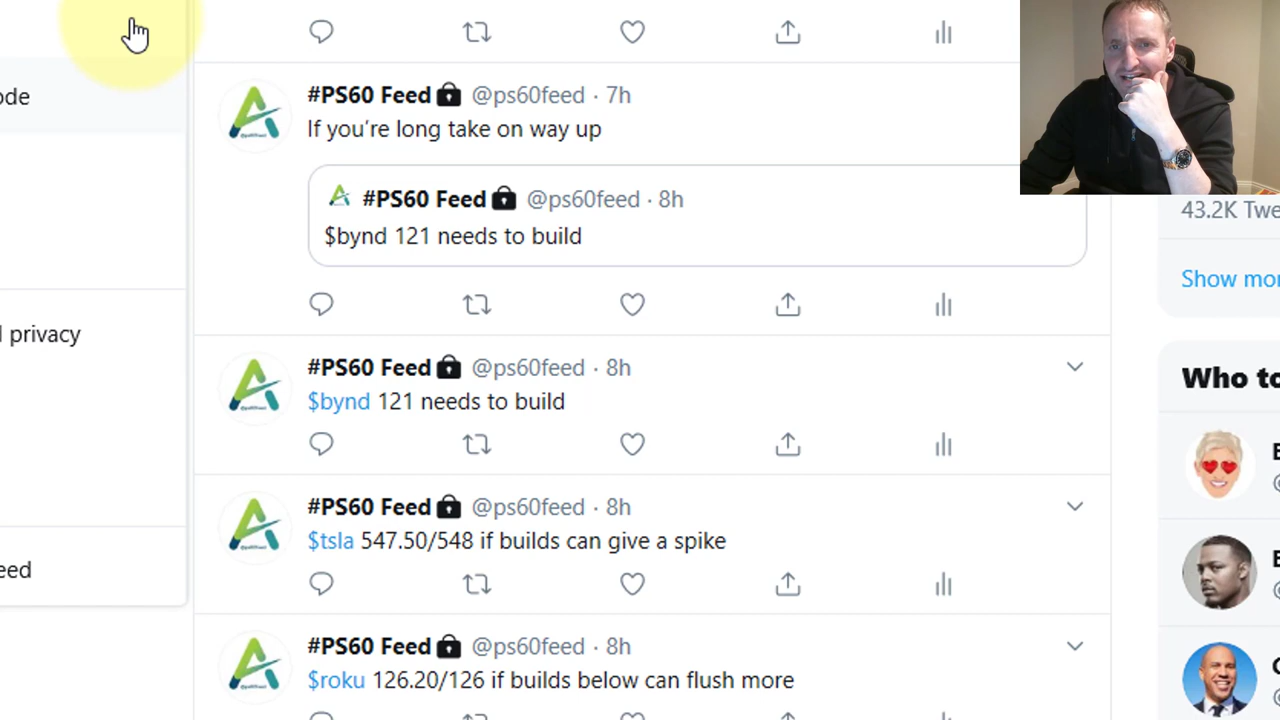 ode
l privacy
eed
#PS60 Feed @ps60feed · 7h
If you're long take on way up
#PS60 Feed @ps60feed · 8h
$bynd 121 needs to build
#PS60 Feed @ps60feed · 8h
$bynd 121 needs to build
#PS60 Feed @ps60feed · 8h
$tsla 547.50/548 if builds can give a spike
#PS60 Feed @ps60feed · 8h
$roku 126.20/126 if builds below can flush more
43.2K Twe
Show mor
Who to